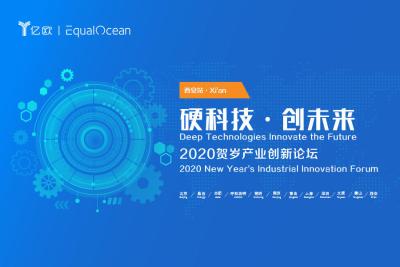 亿欧 | EqualOcean
西安站·Xi'an
硬科技·创未来
Deep Technologies Innovate the Future
2020贺岁产业创新论坛
2020 New Year's Industrial Innovation Forum